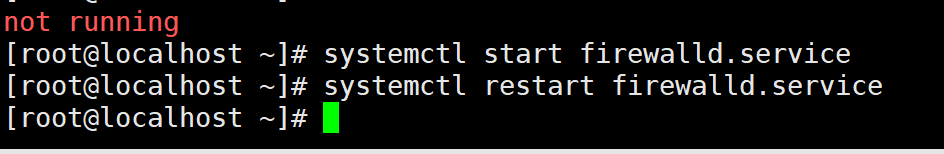 not running
[root@localhost ~]# systemctl start firewalld.service
[root@localhost ~]# systemctl restart firewalld.service
[root@localhost ~]#